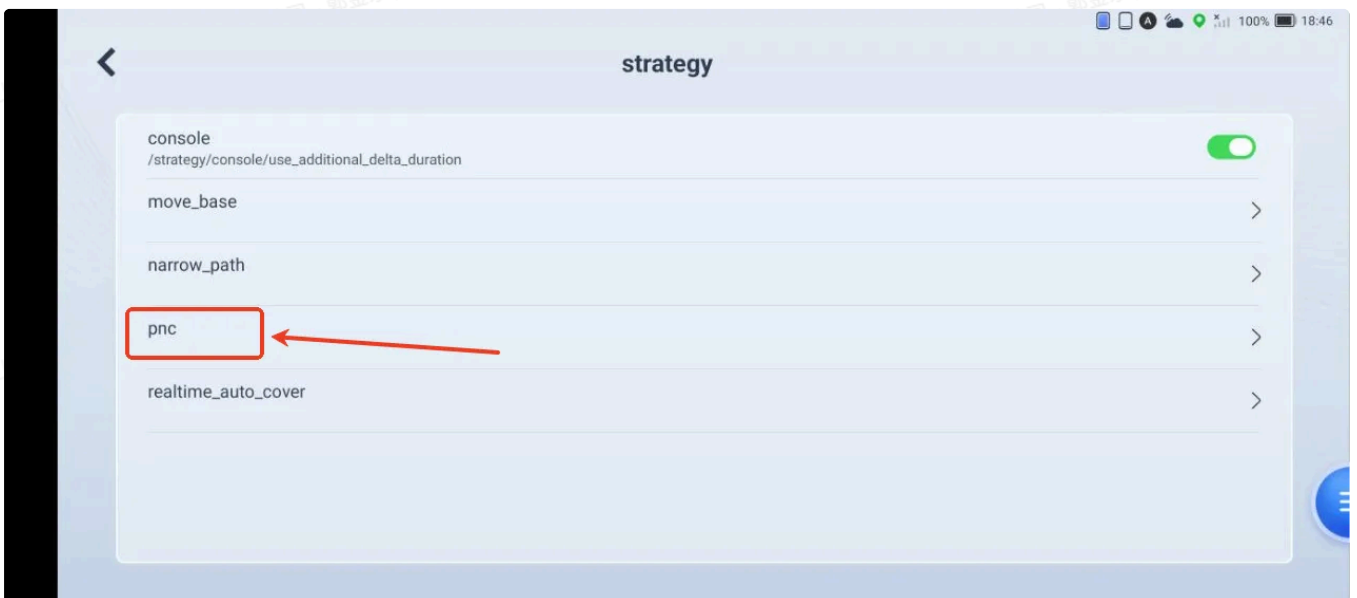 100% 18:46
strategy
console
/strategy/console/use_additional_delta_duration
move_base
narrow_path
pnc
realtime_auto_cover